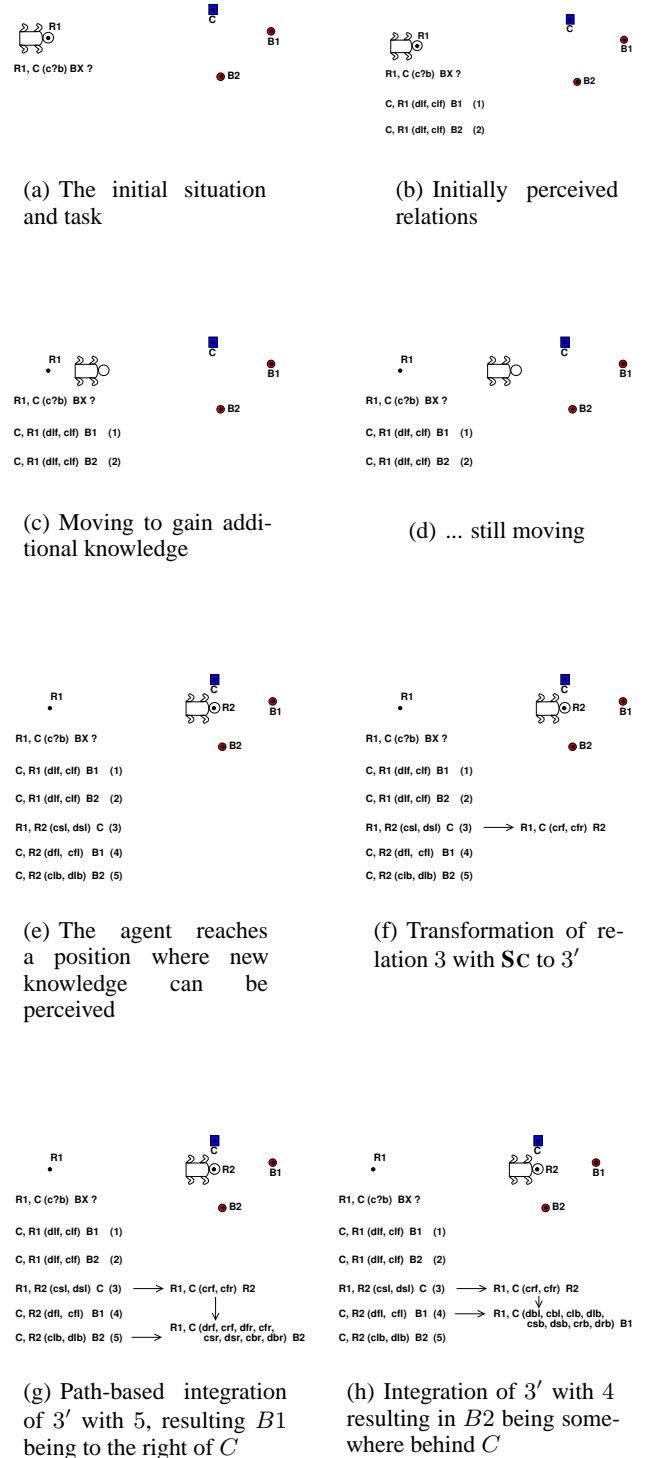 R1
C
B1
B2
R1, C (c?b) BX ?
(a) The initial situation
and task
R1
C
B1
B2
R1, C (c?b) BX ?
C, R1 (dlf, clf) B1 (1)
C, R1 (dlf, clf) B2 (2)
(b) Initially perceived
relations
R1
C
B1
B2
R1, C (c?b) BX ?
C, R1 (dlf, clf) B1 (1)
C, R1 (dlf, clf) B2 (2)
(c) Moving to gain addi-
tional knowledge
R1
C
B1
B2
R1, C (c?b) BX ?
C, R1 (dlf, clf) B1 (1)
C, R1 (dlf, clf) B2 (2)
(d) ... still moving
R1
C
R2
B1
B2
R1, C (c?b) BX ?
C, R1 (dlf, clf) B1 (1)
C, R1 (dlf, clf) B2 (2)
R1, R2 (csl, dsl) C (3)
C, R2 (dfl, cfl) B1 (4)
C, R2 (clb, dlb) B2 (5)
(e) The agent reaches
a position where new
knowledge can be
perceived
R1
C
R2
B1
B2
R1, C (c?b) BX ?
C, R1 (dlf, clf) B1 (1)
C, R1 (dlf, clf) B2 (2)
R1, R2 (csl, dsl) C (3) R1, C (crf, cfr) R2
C, R2 (dfl, cfl) B1 (4)
C, R2 (clb, dlb) B2 (5)
(f) Transformation of re-
lation 3 with SC to 3′
R1
C
R2
B1
B2
R1, C (c?b) BX ?
C, R1 (dlf, clf) B1 (1)
C, R1 (dlf, clf) B2 (2)
R1, R2 (csl, dsl) C (3) R1, C (crf, cfr) R2
C, R2 (dfl, cfl) B1 (4)
C, R2 (clb, dlb) B2 (5) R1, C (drf, crf, dfr, cfr,
csr, dsr, cbr, dbr) B2
(g) Path-based integration
of 3′ with 5, resulting B1
being to the right of C
R1
C
R2
B1
B2
R1, C (c?b) BX ?
C, R1 (dlf, clf) B1 (1)
C, R1 (dlf, clf) B2 (2)
R1, R2 (csl, dsl) C (3) R1, C (crf, cfr) R2
C, R2 (dfl, cfl) B1 (4) R1, C (dbl, cbl, clb, dlb,
csb, dsb, crb, drb) B1
C, R2 (clb, dlb) B2 (5)
(h) Integration of 3′ with 4
resulting in B2 being some-
where behind C